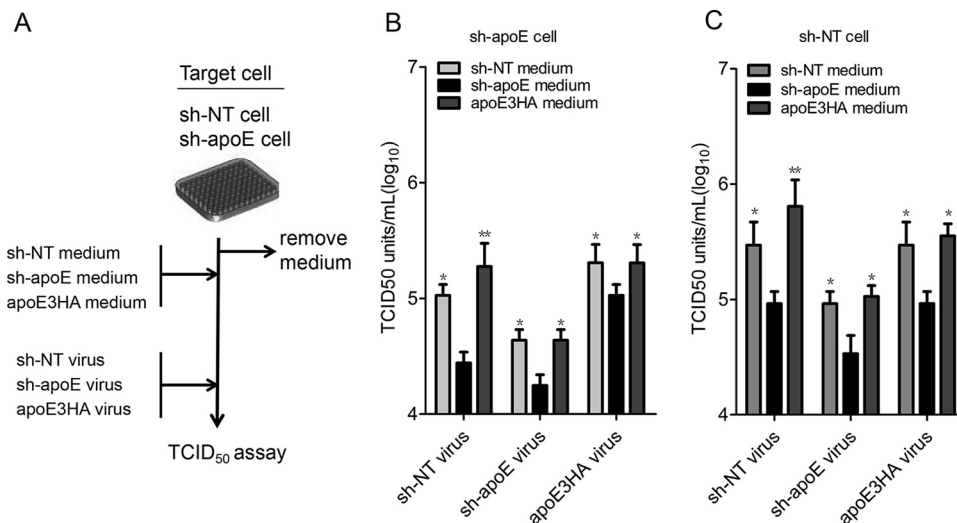 A
Target cell
sh-NT cell
sh-apoE cell
sh-NT medium
sh-apoE medium
apoE3HA medium
remove
medium
sh-NT virus
sh-apoE virus
apoE3HA virus
TCID50 assay
B
sh-apoE cell
sh-NT medium
sh-apoE medium
apoE3HA medium
TCID50 units/mL(log10)
7
6
5
4
*
**
*
*
*
*
sh-NT virus
sh-apoE virus
apoE3HA virus
C
sh-NT cell
sh-NT medium
sh-apoE medium
apoE3HA medium
TCID50 units/mL(log10)
7
6
5
4
*
**
*
*
*
*
sh-NT virus
sh-apoE virus
apoE3HA virus